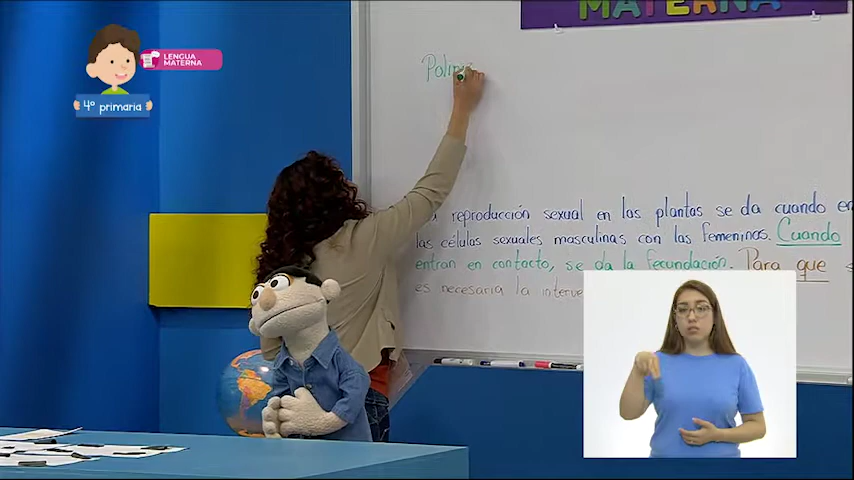 MATERNA
LENGUA
MATERNA
4° primaria
reproducción sexual en las plantas se da cuando
las células sexuales masculinas con las femeninas. Cuando
entran en contacto, se da la fecundación. Para que
es necesaria la